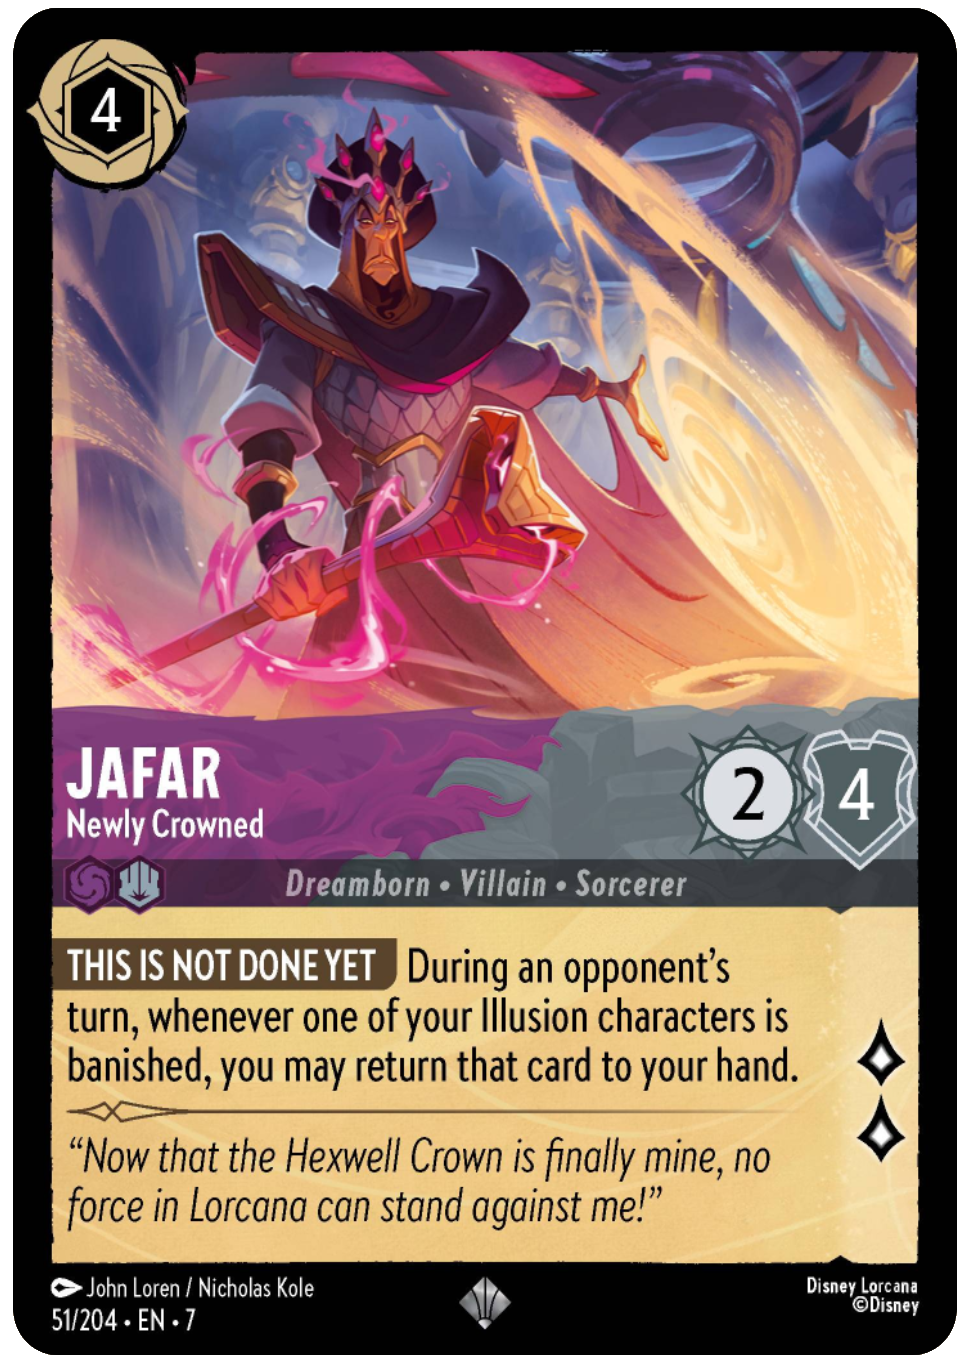 4
JAFAR
Newly Crowned
2
4
Dreamborn • Villain • Sorcerer
THIS IS NOT DONE YET During an opponent's
turn, whenever one of your Illusion characters is
banished, you may return that card to your hand.
“Now that the Hexwell Crown is finally mine, no
force in Lorcana can stand against me!”
John Loren / Nicholas Kole
51/204 • EN • 7
Disney Lorcana
©Disney